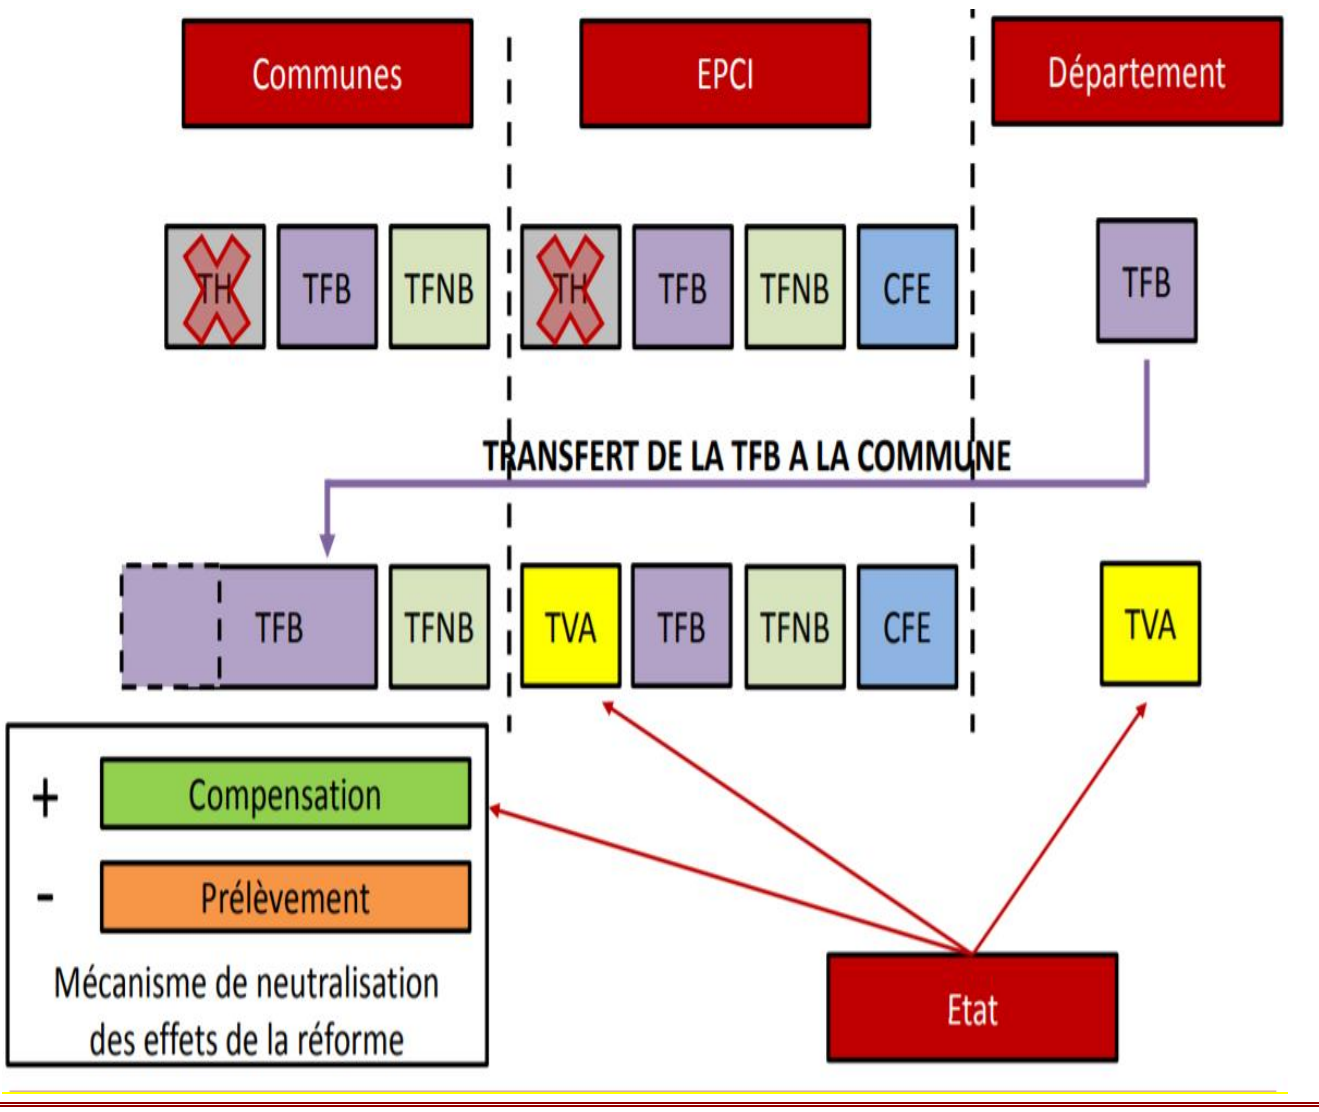 Communes
EPCI
Département
TH
TFB
TFNB
TH
TFB
TFNB
CFE
TFB
TRANSFERT DE LA TFB A LA COMMUNE
TFB
TFNB
TVA
TFB
TFNB
CFE
TVA
+
Compensation
-
Prélèvement
Mécanisme de neutralisation
des effets de la réforme
Etat